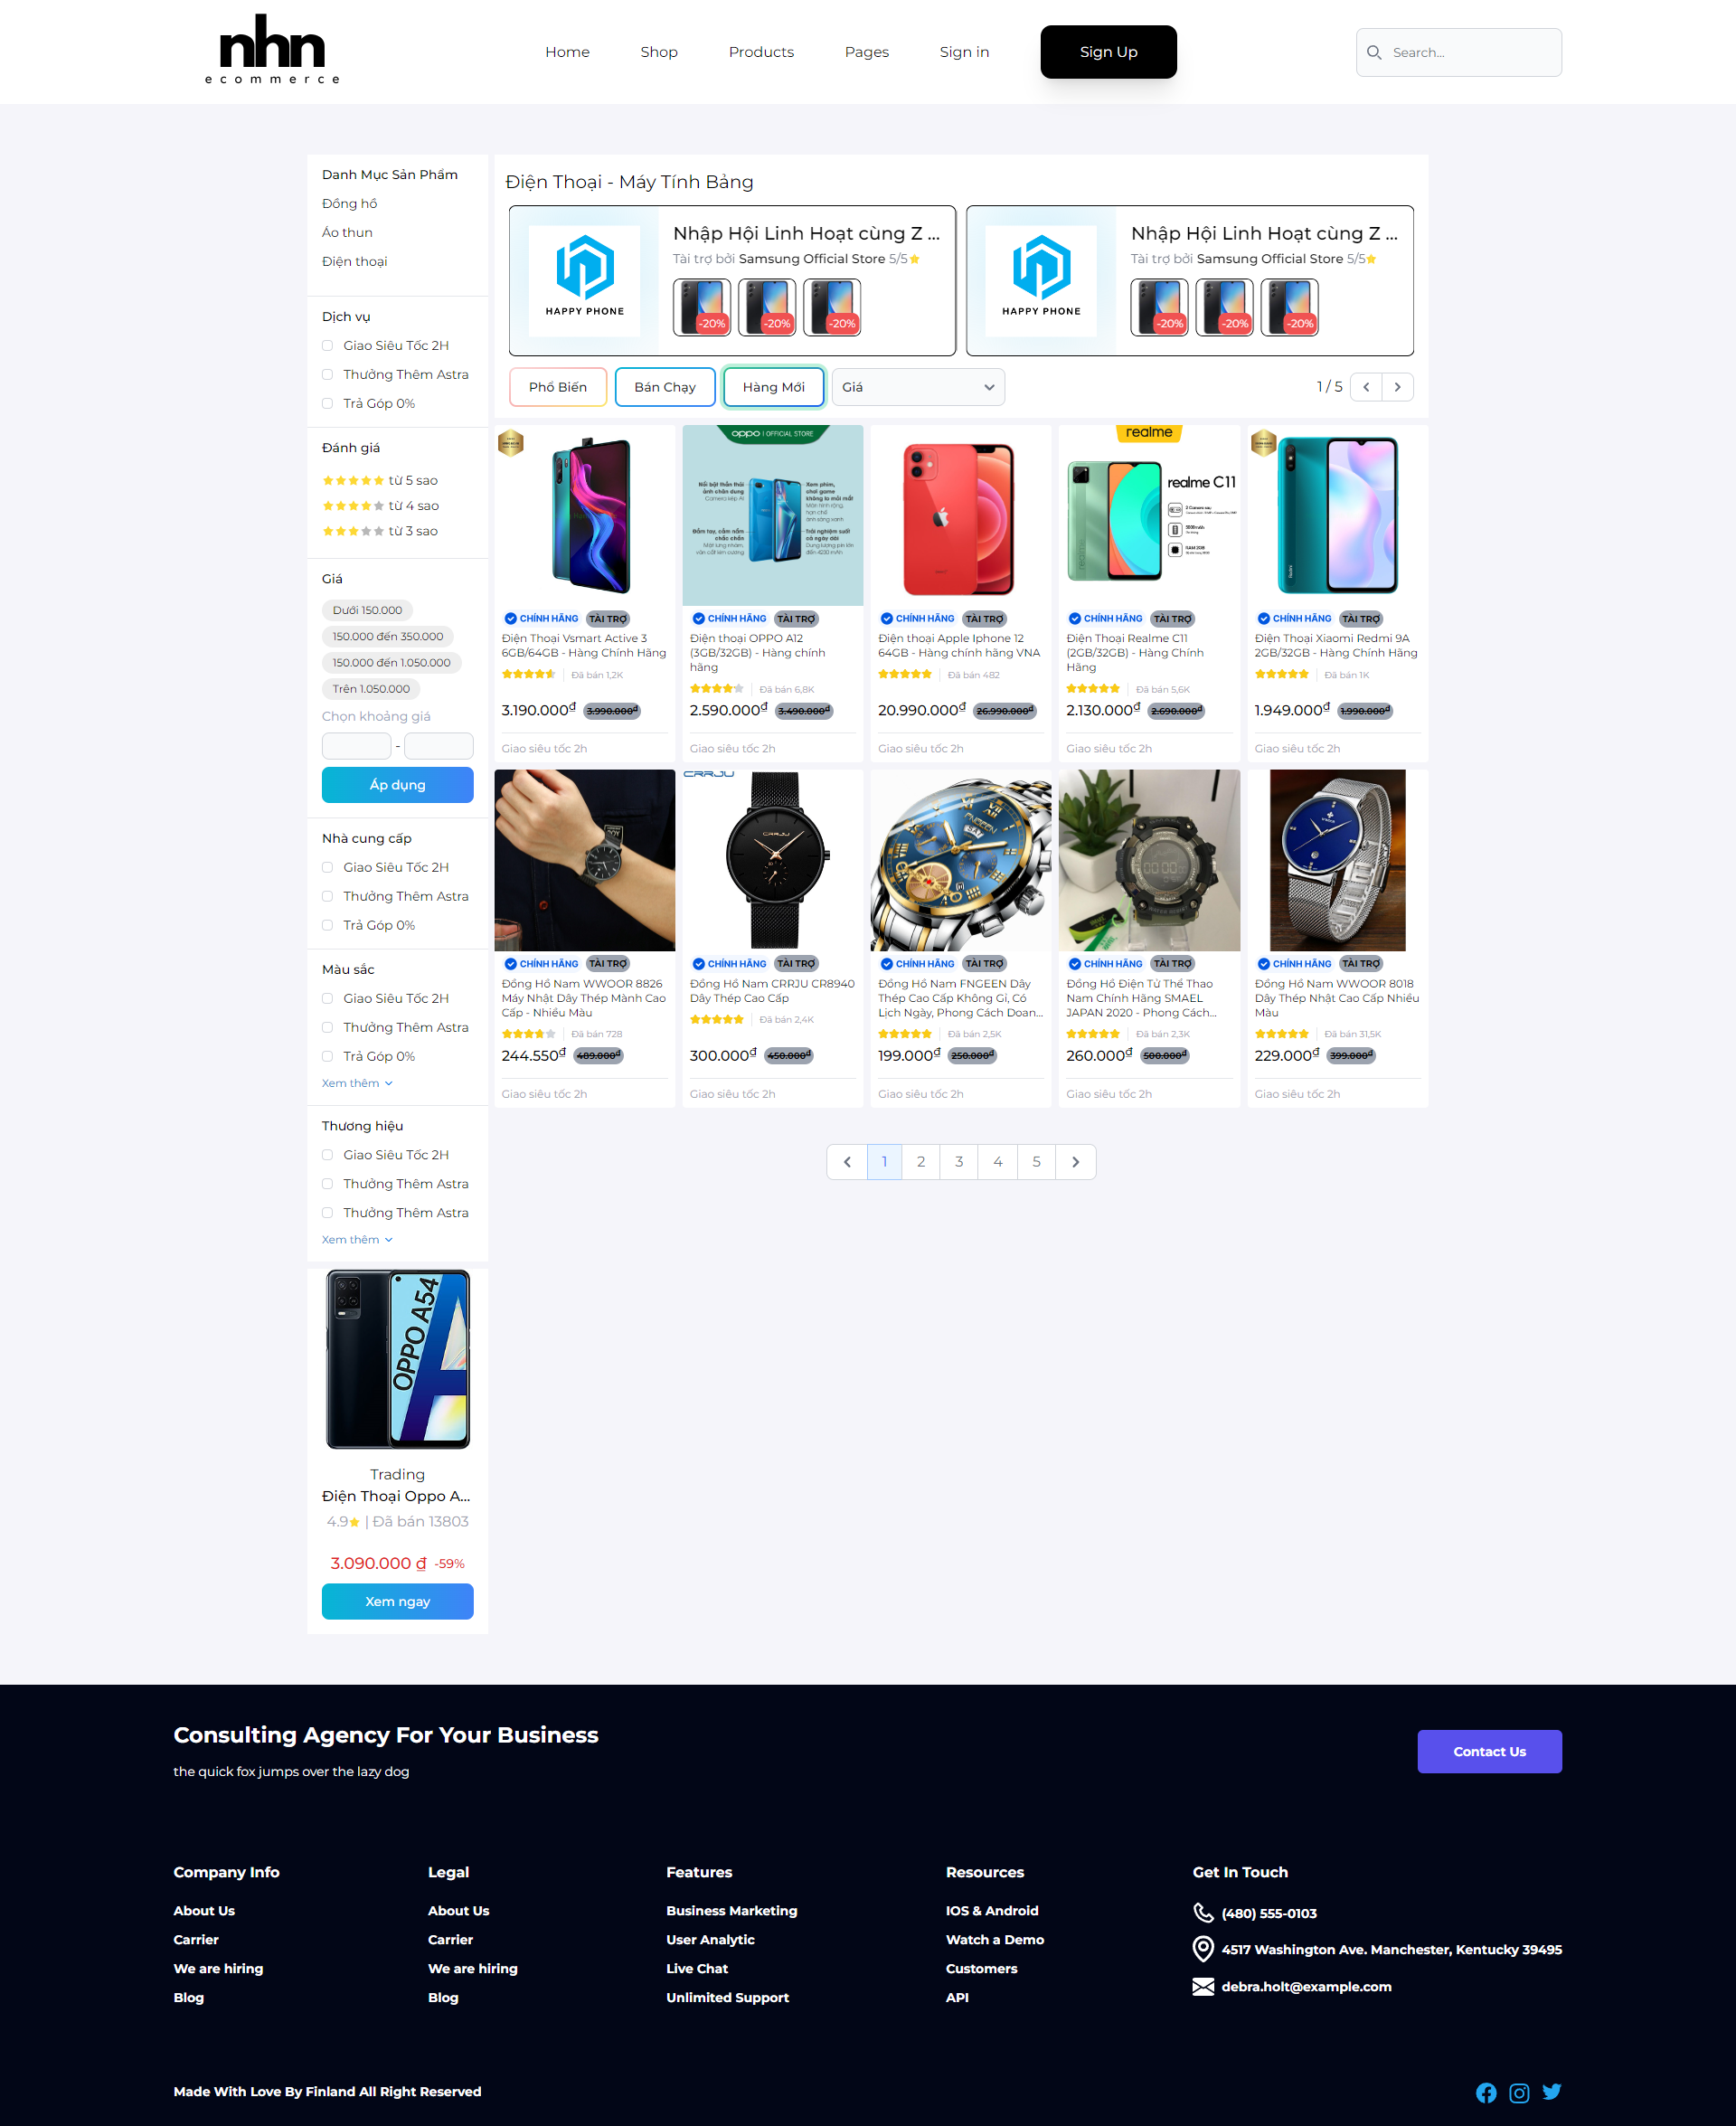 nhn
ecommerce
Home
Shop
Products
Pages
Sign in
Sign Up
Search...
Danh Mục Sản Phẩm
Đồng hồ
Áo thun
Điện thoại
Dịch vụ
Giao Siêu Tốc 2H
Thưởng Thêm Astra
Trả Góp 0%
Đánh giá
từ 5 sao
từ 4 sao
từ 3 sao
Giá
Dưới 150.000
150.000 đến 350.000
150.000 đến 1.050.000
Trên 1.050.000
Chọn khoảng giá
-
Áp dụng
Nhà cung cấp
Giao Siêu Tốc 2H
Thưởng Thêm Astra
Trả Góp 0%
Màu sắc
Giao Siêu Tốc 2H
Thưởng Thêm Astra
Trả Góp 0%
Xem thêm
Thương hiệu
Giao Siêu Tốc 2H
Thưởng Thêm Astra
Thưởng Thêm Astra
Xem thêm
OPPO A54
Trading
Điện Thoại Oppo A...
4.9 | Đã bán 13803
3.090.000 ₫ -59%
Xem ngay
Điện Thoại - Máy Tính Bảng
HAPPY PHONE
Nhập Hội Linh Hoạt cùng Z ...
Tài trợ bởi Samsung Official Store 5/5
-20%
-20%
-20%
HAPPY PHONE
Nhập Hội Linh Hoạt cùng Z ...
Tài trợ bởi Samsung Official Store 5/5
-20%
-20%
-20%
Phổ Biến
Bán Chạy
Hàng Mới
Giá
1 / 5
CHÍNH HÃNG TÀI TRỢ
Điện Thoại Vsmart Active 3
6GB/64GB - Hàng Chính Hãng
Đã bán 1,2K
3.190.000₫ 3.990.000₫
Giao siêu tốc 2h
oppo | OFFICIAL STORE
CHÍNH HÃNG TÀI TRỢ
Điện thoại OPPO A12
(3GB/32GB) - Hàng chính
hãng
Đã bán 6,8K
2.590.000₫ 3.490.000₫
Giao siêu tốc 2h
CHÍNH HÃNG TÀI TRỢ
Điện thoại Apple Iphone 12
64GB - Hàng chính hãng VNA
Đã bán 482
20.990.000₫ 26.990.000₫
Giao siêu tốc 2h
realme
realme C11
CHÍNH HÃNG TÀI TRỢ
Điện Thoại Realme C11
(2GB/32GB) - Hàng Chính
Hãng
Đã bán 5,6K
2.130.000₫ 2.690.000₫
Giao siêu tốc 2h
CHÍNH HÃNG TÀI TRỢ
Điện Thoại Xiaomi Redmi 9A
2GB/32GB - Hàng Chính Hãng
Đã bán 1K
1.949.000₫ 1.990.000₫
Giao siêu tốc 2h
CHÍNH HÃNG TÀI TRỢ
Đồng Hồ Nam WWOOR 8826
Máy Nhật Dây Thép Mành Cao
Cấp - Nhiều Màu
Đã bán 728
244.550₫ 489.000₫
Giao siêu tốc 2h
CRRJU
CRRJU
CHÍNH HÃNG TÀI TRỢ
Đồng Hồ Nam CRRJU CR8940
Dây Thép Cao Cấp
Đã bán 2,4K
300.000₫ 450.000₫
Giao siêu tốc 2h
CHÍNH HÃNG TÀI TRỢ
Đồng Hồ Nam FNGEEN Dây
Thép Cao Cấp Không Gỉ, Có
Lịch Ngày, Phong Cách Doan...
Đã bán 2,5K
199.000₫ 250.000₫
Giao siêu tốc 2h
CHÍNH HÃNG TÀI TRỢ
Đồng Hồ Điện Tử Thể Thao
Nam Chính Hãng SMAEL
JAPAN 2020 - Phong Cách...
Đã bán 2,3K
260.000₫ 500.000₫
Giao siêu tốc 2h
CHÍNH HÃNG TÀI TRỢ
Đồng Hồ Nam WWOOR 8018
Dây Thép Nhật Cao Cấp Nhiều
Màu
Đã bán 31,5K
229.000₫ 399.000₫
Giao siêu tốc 2h
1 2 3 4 5
Consulting Agency For Your Business
the quick fox jumps over the lazy dog
Contact Us
Company Info
About Us
Carrier
We are hiring
Blog
Legal
About Us
Carrier
We are hiring
Blog
Features
Business Marketing
User Analytic
Live Chat
Unlimited Support
Resources
IOS & Android
Watch a Demo
Customers
API
Get In Touch
(480) 555-0103
4517 Washington Ave. Manchester, Kentucky 39495
debra.holt@example.com
Made With Love By Finland All Right Reserved